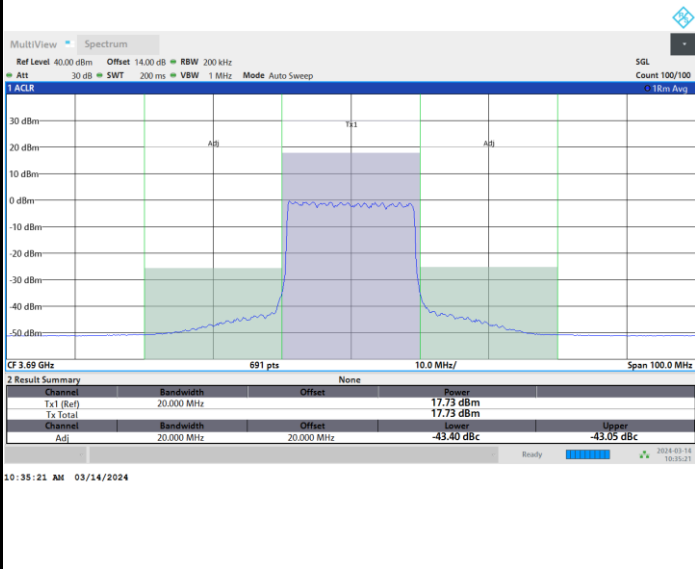 MultiView Spectrum
Ref Level 40.00 dBm Offset 14.00 dB RBW 200 kHz SGL
Att 30 dB SWT 200 ms VBW 1 MHz Mode Auto Sweep Count 100/100
1 ACLR 1Rm Avg
30 dBm
Tx1
20 dBm
Adj Adj
10 dBm
0 dBm
-10 dBm
-20 dBm
-30 dBm
-40 dBm
-50 dBm
CF 3.69 GHz 691 pts 10.0 MHz/ Span 100.0 MHz
2 Result Summary None
Channel Bandwidth Offset Power
Tx1 (Ref) 20.000 MHz 17.73 dBm
Tx Total 17.73 dBm
Channel Bandwidth Offset Lower Upper
Adj 20.000 MHz 20.000 MHz -43.40 dBc -43.05 dBc
Ready 2024-03-14
10:35:21
10:35:21 AM 03/14/2024